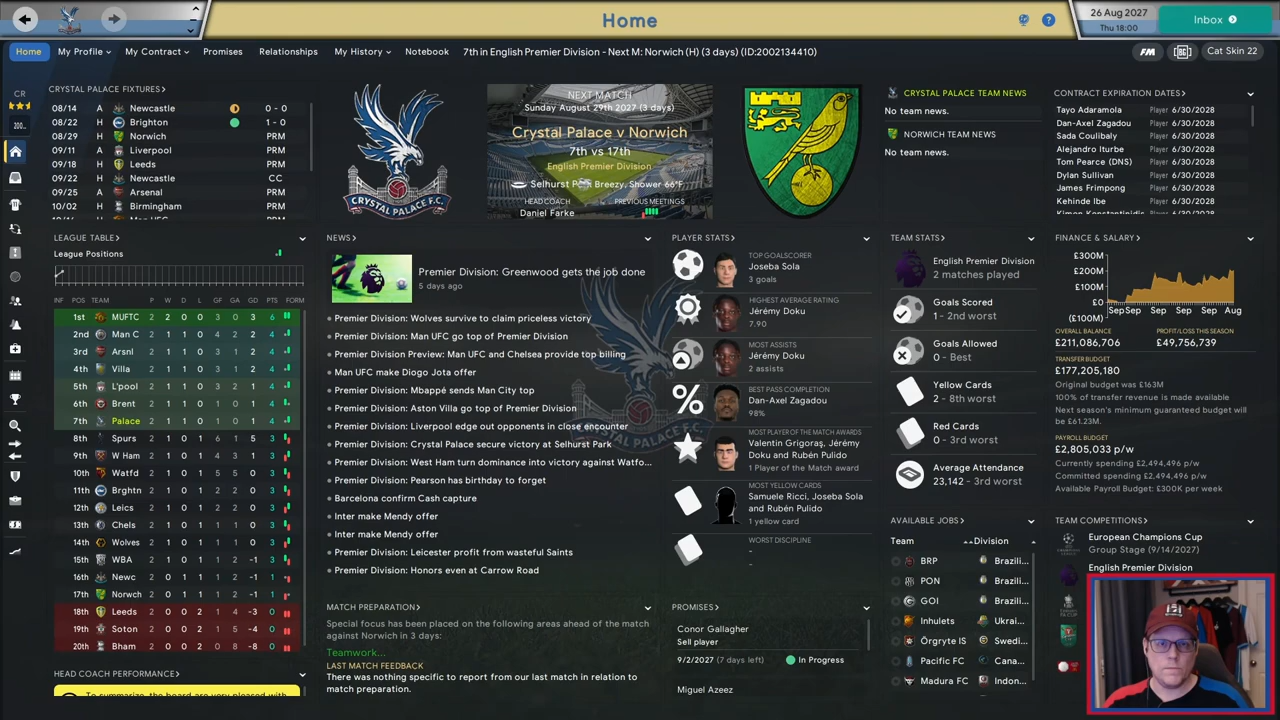 Home
26 Aug 2027
Thu 18:00
Inbox
Home
My Profile
My Contract
Promises
Relationships
My History
Notebook
7th in English Premier Division - Next M: Norwich (H) (3 days) (ID:2002134410)
FM
BG
Cat Skin 22
CR
CRYSTAL PALACE FIXTURES
08/14 A Newcastle 0 - 0
08/22 H Brighton 1 - 0
08/29 H Norwich PRM
09/11 A Liverpool PRM
09/18 H Leeds PRM
09/22 H Newcastle CC
09/25 A Arsenal PRM
10/02 H Birmingham PRM
CRYSTAL PALACE F.C.
NEXT MATCH
Sunday August 29th 2027 (3 days)
Crystal Palace v Norwich
7th vs 17th
English Premier Division
Selhurst Breezy, Shower 66°F
HEAD COACH PREVIOUS MEETINGS
Daniel Farke
CRYSTAL PALACE TEAM NEWS
No team news.
NORWICH TEAM NEWS
No team news.
CONTRACT EXPIRATION DATES
Tayo Adaramola Player 6/30/2028
Dan-Axel Zagadou Player 6/30/2028
Sada Coulibaly Player 6/30/2028
Alejandro Iturbe Player 6/30/2028
Tom Pearce (DNS) Player 6/30/2028
Dylan Sullivan Player 6/30/2028
James Frimpong Player 6/30/2028
Kehinde Ibe Player 6/30/2028
Kimon Konstantinidis Player 6/30/2028
LEAGUE TABLE
League Positions
INF POS TEAM P W D L GF GA GD PTS FORM
1st MUFTC 2 2 0 0 3 0 3 6
2nd Man C 2 1 1 0 4 2 2 4
3rd Arsnl 2 1 1 0 3 1 2 4
4th Villa 2 1 1 0 4 2 2 4
5th L'pool 2 1 1 0 3 2 1 4
6th Brent 2 1 1 0 3 2 1 4
7th Palace 2 1 1 0 1 0 1 4
8th Spurs 2 1 0 1 6 1 5 3
9th W Ham 2 1 0 1 4 3 1 3
10th Watfd 2 1 0 1 5 5 0 3
11th Brghtn 2 1 0 1 2 2 0 3
12th Leics 2 1 0 1 2 2 0 3
13th Chels 2 1 0 1 1 1 0 3
14th Wolves 2 1 0 1 1 1 0 3
15th WBA 2 1 0 1 2 3 -1 3
16th Newc 2 0 1 1 1 2 -1 1
17th Norwch 2 0 1 1 1 2 -1 1
18th Leeds 2 0 0 2 1 4 -3 0
19th Soton 2 0 0 2 1 5 -4 0
20th Bham 2 0 0 2 0 8 -8 0
HEAD COACH PERFORMANCE
To summarize, the board are very pleased with
NEWS
Premier Division: Greenwood gets the job done
5 days ago
Premier Division: Wolves survive to claim priceless victory
Premier Division: Man UFC go top of Premier Division
Premier Division Preview: Man UFC and Chelsea provide top billing
Man UFC make Diogo Jota offer
Premier Division: Mbappé sends Man City top
Premier Division: Aston Villa go top of Premier Division
Premier Division: Liverpool edge out opponents in close encounter
Premier Division: Crystal Palace secure victory at Selhurst Park
Premier Division: West Ham turn dominance into victory against Watfo...
Premier Division: Pearson has birthday to forget
Barcelona confirm Cash capture
Inter make Mendy offer
Inter make Mendy offer
Premier Division: Leicester profit from wasteful Saints
Premier Division: Honors even at Carrow Road
MATCH PREPARATION
Special focus has been placed on the following areas ahead of the match
against Norwich in 3 days:
Teamwork...
LAST MATCH FEEDBACK
There was nothing specific to report from our last match in relation to
match preparation.
PLAYER STATS
TOP GOALSCORER
Joseba Sola
3 goals
HIGHEST AVERAGE RATING
Jérémy Doku
7.90
MOST ASSISTS
Jérémy Doku
2 assists
BEST PASS COMPLETION
Dan-Axel Zagadou
98%
MOST PLAYER OF THE MATCH AWARDS
Valentin Grigoraş, Jérémy
Doku and Rubén Pulido
1 Player of the Match award
MOST YELLOW CARDS
Samuele Ricci, Joseba Sola
and Rubén Pulido
1 yellow card
WORST DISCIPLINE
-
-
PROMISES
Conor Gallagher
Sell player
9/2/2027 (7 days left) In Progress
Miguel Azeez
TEAM STATS
English Premier Division
2 matches played
Goals Scored
1 - 2nd worst
Goals Allowed
0 - Best
Yellow Cards
2 - 8th worst
Red Cards
0 - 3rd worst
Average Attendance
23,142 - 3rd worst
AVAILABLE JOBS
Team Division
BRP Brazili...
PON Brazili...
GOI Brazili...
Inhulets Ukrai...
Örgryte IS Swedi...
Pacific FC Cana...
Madura FC Indon...
FINANCE & SALARY
£300M
£200M
£100M
£0
(£100M)
Sep Sep Sep Sep Sep Aug
OVERALL BALANCE PROFIT/LOSS THIS SEASON
£211,086,706 £49,756,739
TRANSFER BUDGET
£177,205,180
Original budget was £163M
100% of transfer revenue is made available
Next season's minimum guaranteed budget will
be £61.23M.
PAYROLL BUDGET
£2,805,033 p/w
Currently spending £2,494,496 p/w
Committed spending £2,494,496 p/w
Available Payroll Budget: £300K per week
TEAM COMPETITIONS
European Champions Cup
Group Stage (9/14/2027)
English Premier Division